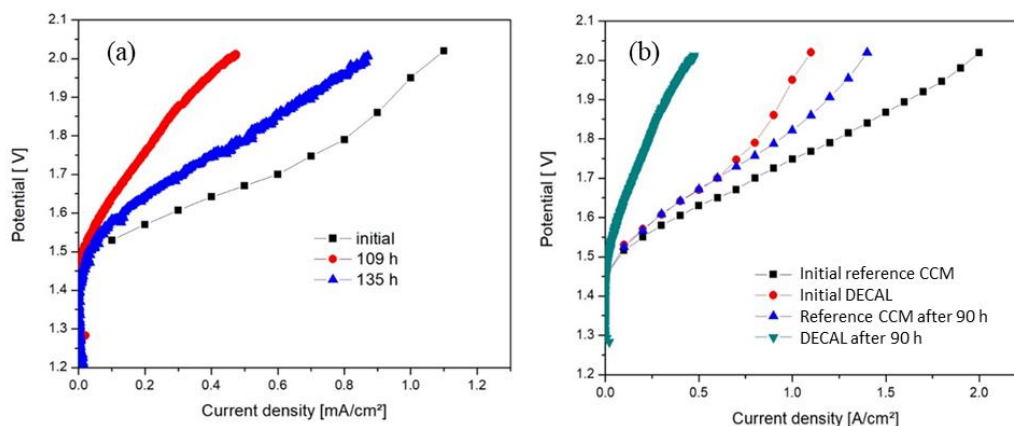 (a)
2.1
2.0
1.9
1.8
1.7
1.6
1.5
1.4
1.3
1.2
Potential [ V]
0.0 0.2 0.4 0.6 0.8 1.0 1.2
Current density [mA/cm²]
initial
109 h
135 h
(b)
2.1
2.0
1.9
1.8
1.7
1.6
1.5
1.4
1.3
1.2
Potential [ V]
0.0 0.5 1.0 1.5 2.0
Current density [A/cm²]
Initial reference CCM
Initial DECAL
Reference CCM after 90 h
DECAL after 90 h